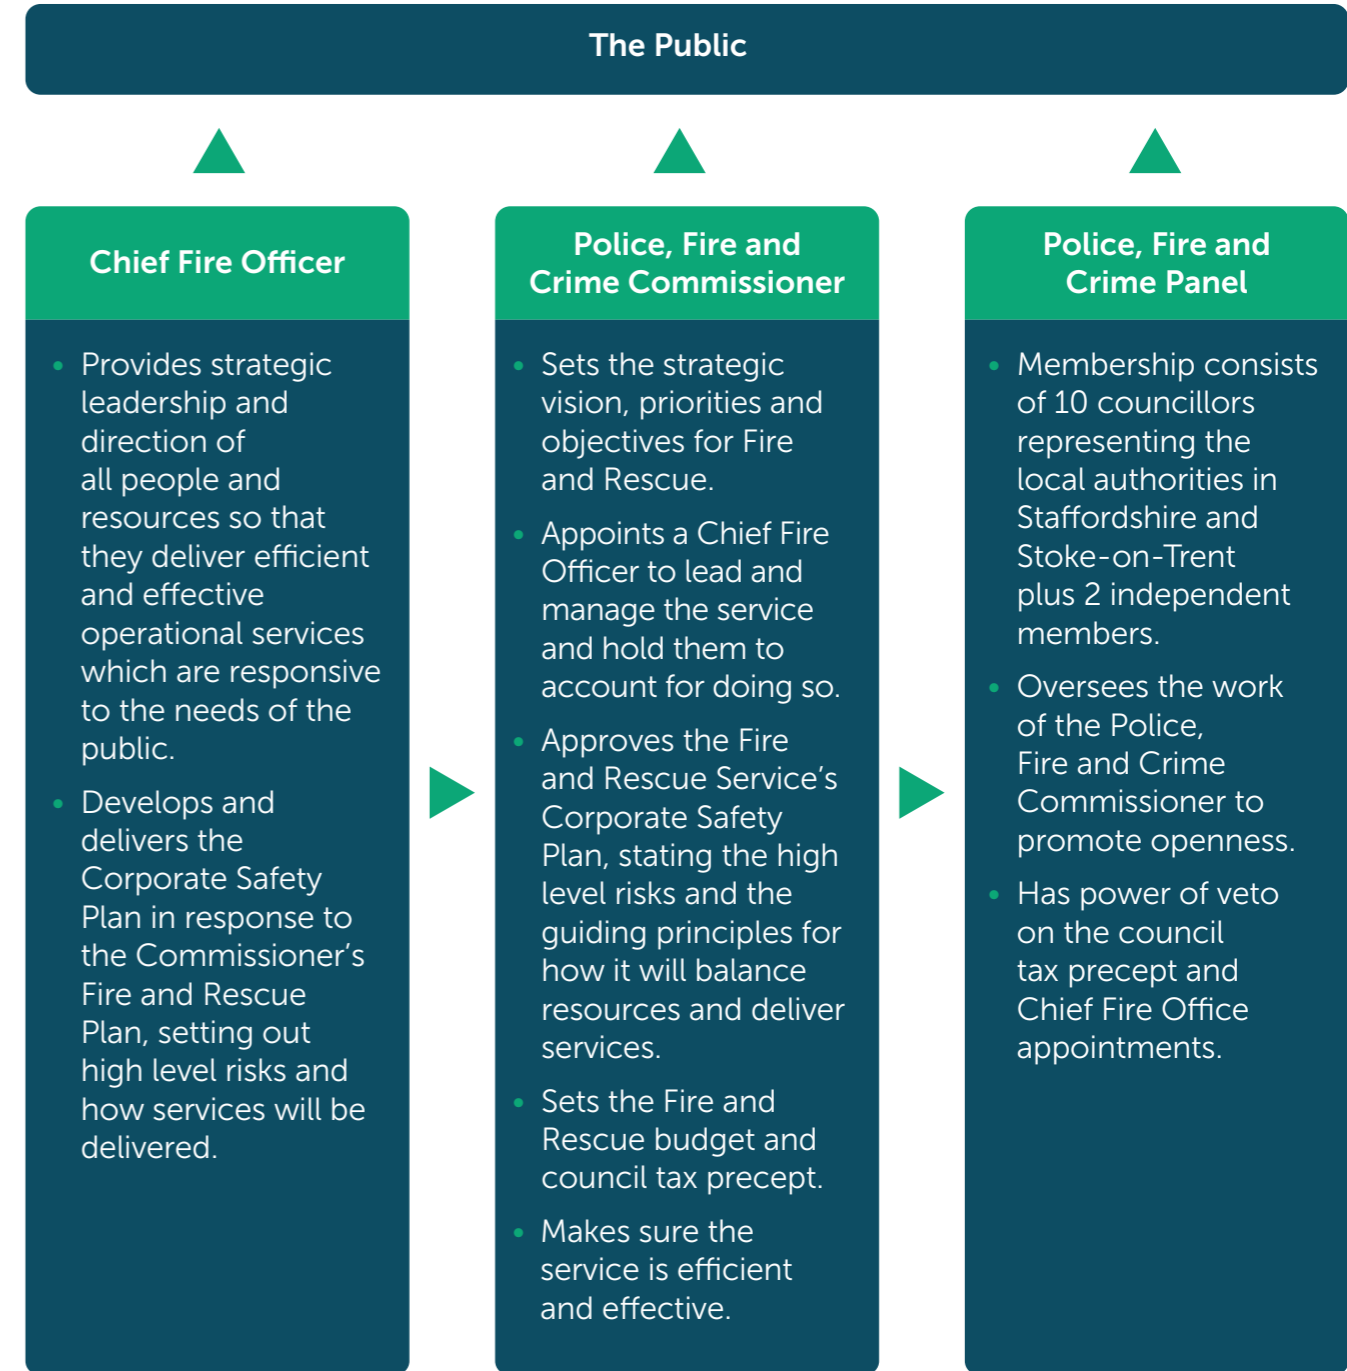 The Public
Chief Fire Officer
• Provides strategic
leadership and
direction of
all people and
resources so that
they deliver efficient
and effective
operational services
which are responsive
to the needs of the
public.
• Develops and
delivers the
Corporate Safety
Plan in response to
the Commissioner’s
Fire and Rescue
Plan, setting out
high level risks and
how services will be
delivered.
Police, Fire and
Crime Commissioner
• Sets the strategic
vision, priorities and
objectives for Fire
and Rescue.
• Appoints a Chief Fire
Officer to lead and
manage the service
and hold them to
account for doing so.
• Approves the Fire
and Rescue Service’s
Corporate Safety
Plan, stating the high
level risks and the
guiding principles for
how it will balance
resources and deliver
services.
• Sets the Fire and
Rescue budget and
council tax precept.
• Makes sure the
service is efficient
and effective.
Police, Fire and
Crime Panel
• Membership consists
of 10 councillors
representing the
local authorities in
Staffordshire and
Stoke-on-Trent
plus 2 independent
members.
• Oversees the work
of the Police,
Fire and Crime
Commissioner to
promote openness.
• Has power of veto
on the council
tax precept and
Chief Fire Office
appointments.